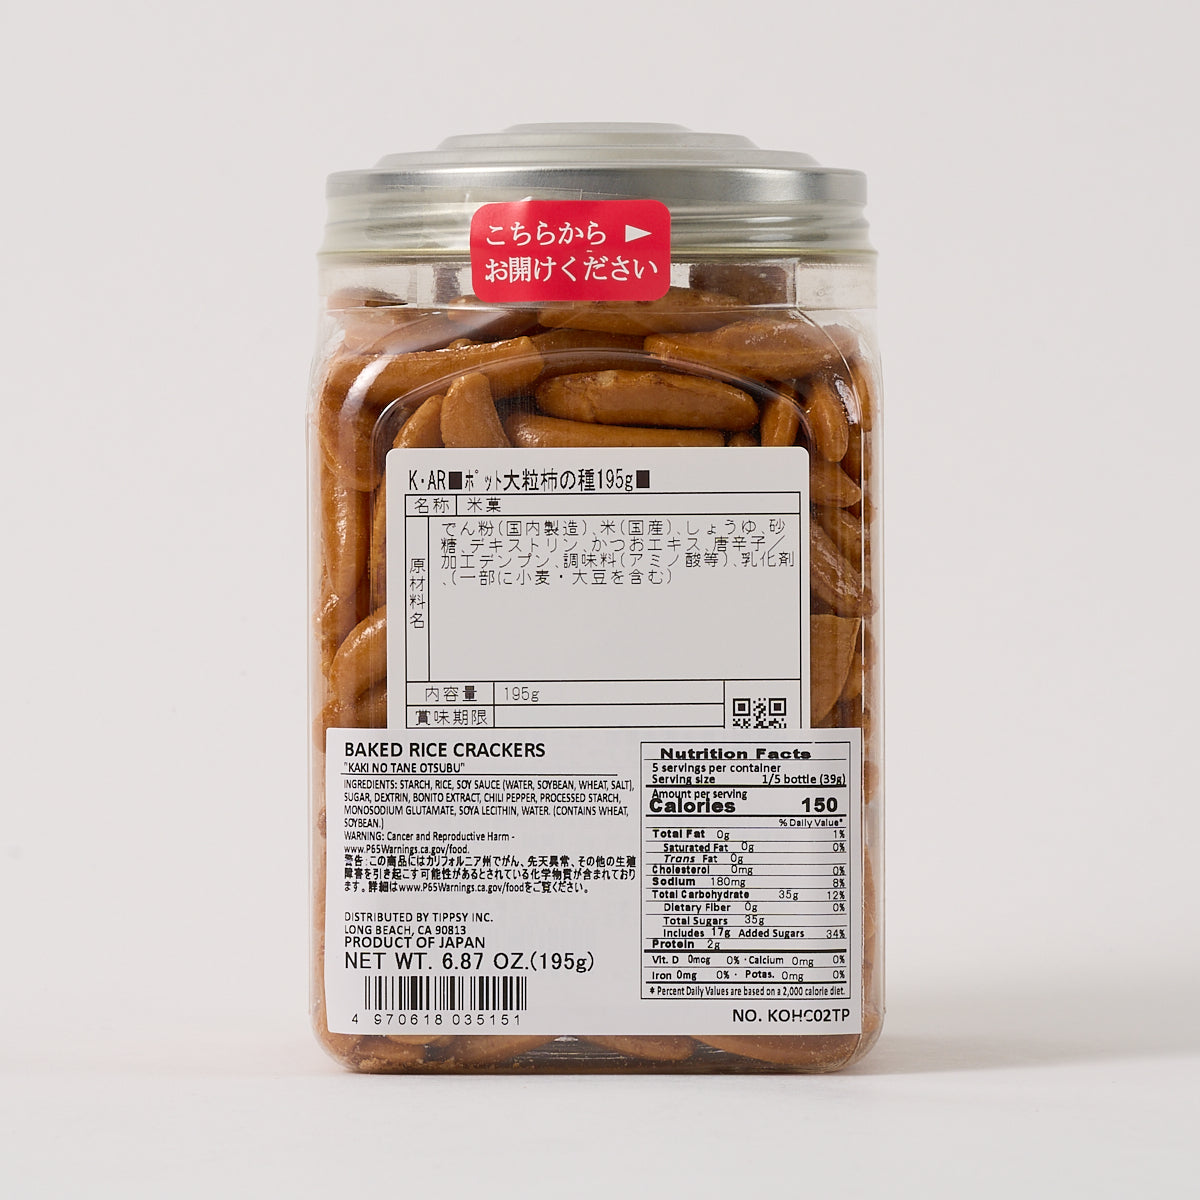 こちらから ▶
お開けください
K・AR■ポット大粒柿の種195g■
名称 米菓
原材料名
でん粉(国内製造)、米(国産)、しょうゆ、砂
糖、デキストリン、かつおエキス、唐辛子/
加工デンプン、調味料(アミノ酸等)、乳化剤
、(一部に小麦・大豆を含む)
内容量 195g
賞味期限
BAKED RICE CRACKERS
"KAKI NO TANE OTSUBU"
INGREDIENTS: STARCH, RICE, SOY SAUCE (WATER, SOYBEAN, WHEAT, SALT),
SUGAR, DEXTRIN, BONITO EXTRACT, CHILI PEPPER, PROCESSED STARCH,
MONOSODIUM GLUTAMATE, SOYA LECITHIN, WATER. (CONTAINS WHEAT,
SOYBEAN.)
WARNING: Cancer and Reproductive Harm -
www.P65Warnings.ca.gov/food.
警告：この商品にはカリフォルニア州でがん、先天異常、その他の生殖
障害を引き起こす可能性があるとされている化学物質が含まれており
ます。詳細はwww.P65Warnings.ca.gov/foodをご覧ください。
DISTRIBUTED BY TIPPSY INC.
LONG BEACH, CA 90813
PRODUCT OF JAPAN
NET WT. 6.87 OZ.(195g)
4 970618 035151
Nutrition Facts
5 servings per container
Serving size 1/5 bottle (39g)
Amount per serving
Calories 150
% Daily Value*
Total Fat 0g 1%
Saturated Fat 0g 0%
Trans Fat 0g
Cholesterol 0mg 0%
Sodium 180mg 8%
Total Carbohydrate 35g 12%
Dietary Fiber 0g 0%
Total Sugars 35g
Includes 17g Added Sugars 34%
Protein 2g
Vit. D 0mcg 0% · Calcium 0mg 0%
Iron 0mg 0% · Potas. 0mg 0%
* Percent Daily Values are based on a 2,000 calorie diet.
NO. KOHC02TP